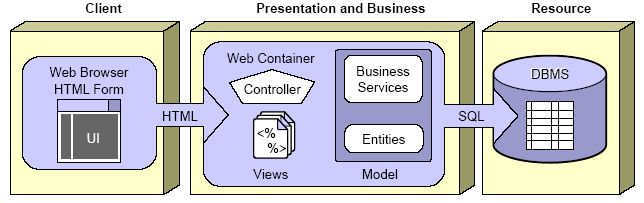 Client
Presentation and Business
Resource
Web Browser
HTML Form
UI
HTML
Web Container
Controller
<%
%>
Views
Business
Services
Entities
Model
SQL
DBMS